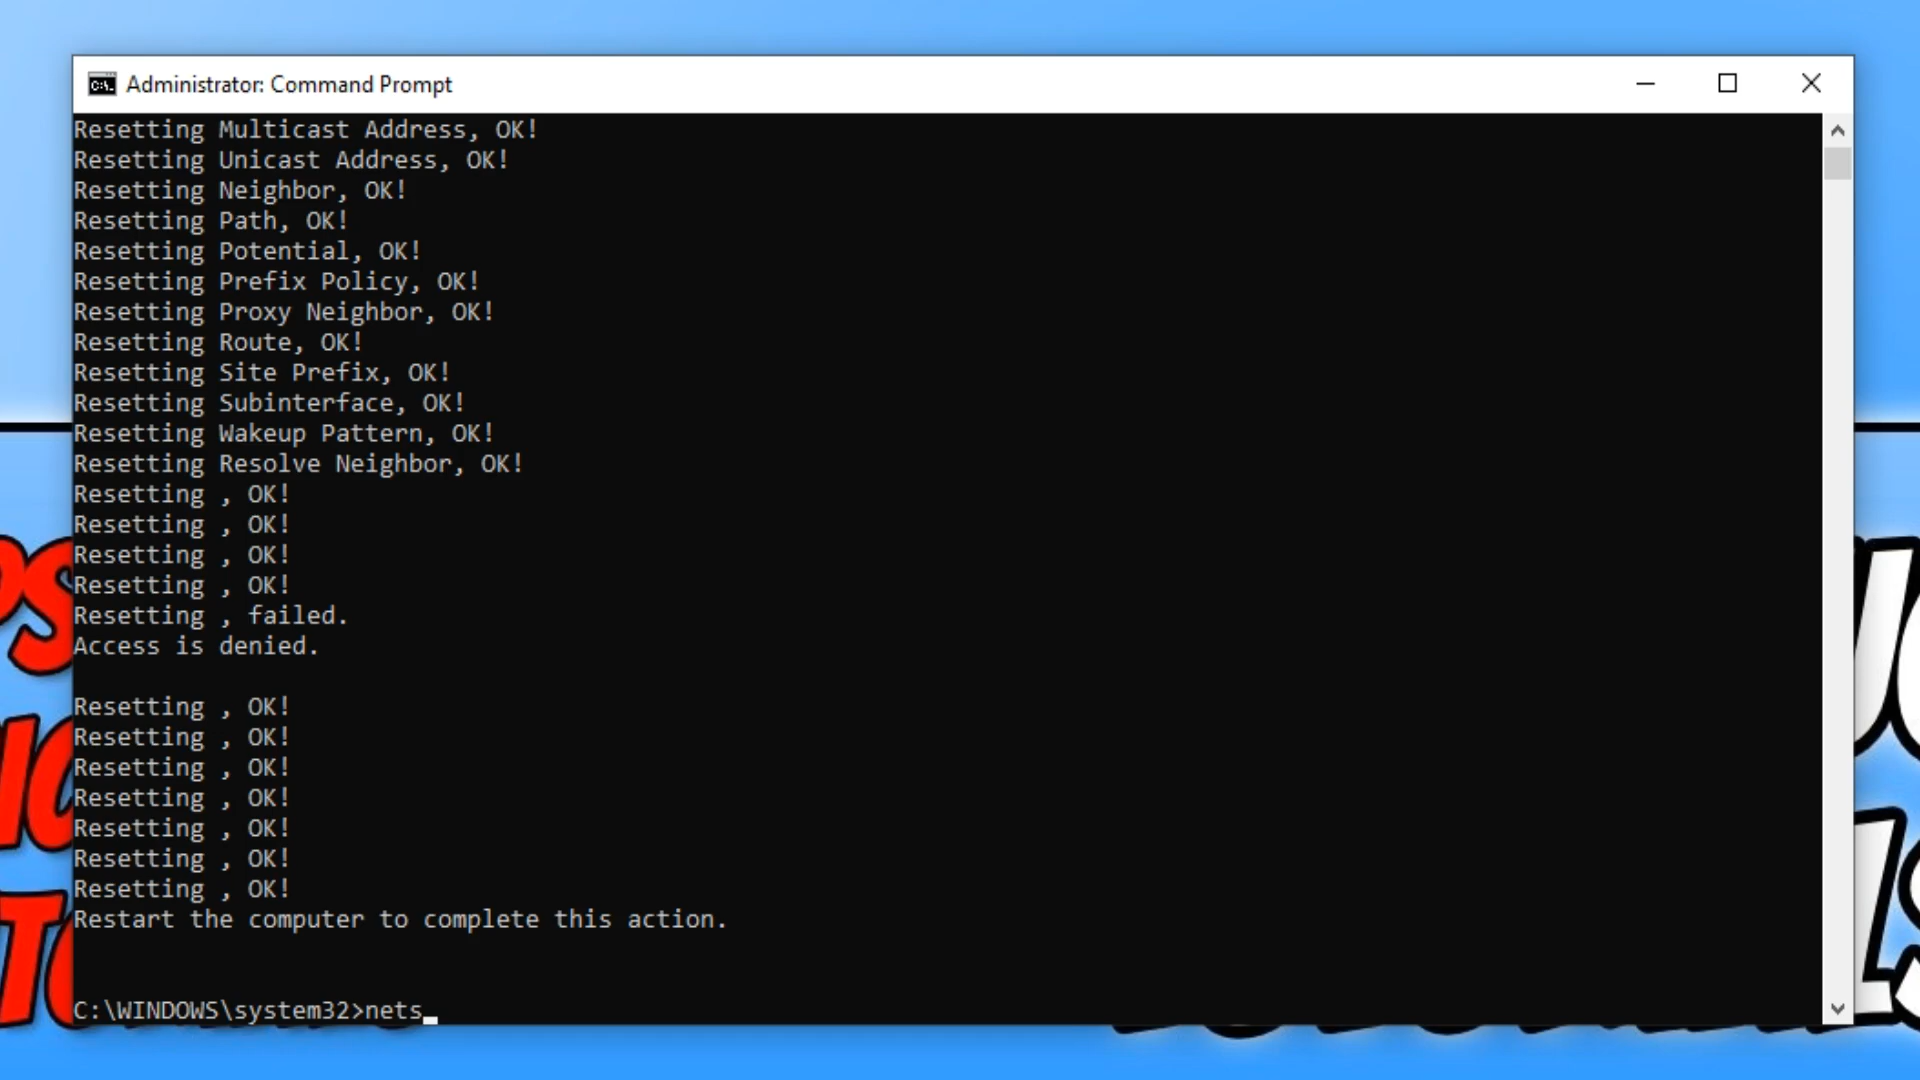 Administrator: Command Prompt
Resetting Multicast Address, OK!
Resetting Unicast Address, OK!
Resetting Neighbor, OK!
Resetting Path, OK!
Resetting Potential, OK!
Resetting Prefix Policy, OK!
Resetting Proxy Neighbor, OK!
Resetting Route, OK!
Resetting Site Prefix, OK!
Resetting Subinterface, OK!
Resetting Wakeup Pattern, OK!
Resetting Resolve Neighbor, OK!
Resetting , OK!
Resetting , OK!
Resetting , OK!
Resetting , OK!
Resetting , failed.
Access is denied.
Resetting , OK!
Resetting , OK!
Resetting , OK!
Resetting , OK!
Resetting , OK!
Resetting , OK!
Resetting , OK!
Restart the computer to complete this action.
C:\WINDOWS\system32>nets